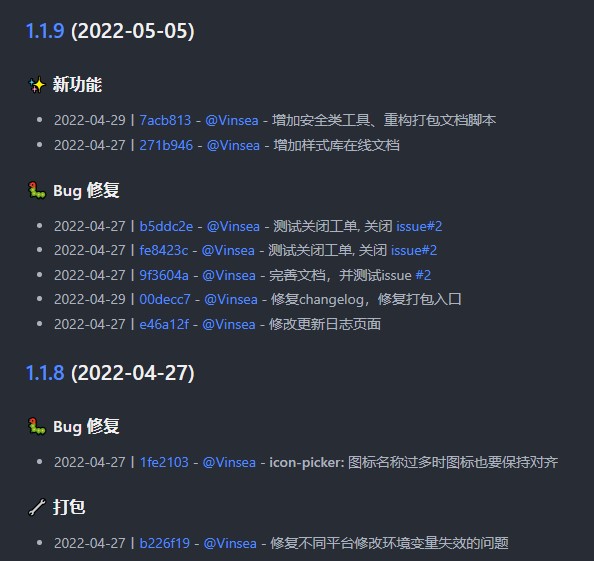 1.1.9 (2022-05-05)
✨ 新功能
2022-04-29 | 7acb813 - @Vinsea - 增加安全类工具、重构打包文档脚本
2022-04-27 | 271b946 - @Vinsea - 增加样式库在线文档
🐛 Bug 修复
2022-04-27 | b5ddc2e - @Vinsea - 测试关闭工单, 关闭 issue#2
2022-04-27 | fe8423c - @Vinsea - 测试关闭工单, 关闭 issue#2
2022-04-27 | 9f3604a - @Vinsea - 完善文档，并测试issue #2
2022-04-29 | 00decc7 - @Vinsea - 修复changelog，修复打包入口
2022-04-27 | e46a12f - @Vinsea - 修改更新日志页面
1.1.8 (2022-04-27)
🐛 Bug 修复
2022-04-27 | 1fe2103 - @Vinsea - icon-picker: 图标名称过多时图标也要保持对齐
🔧 打包
2022-04-27 | b226f19 - @Vinsea - 修复不同平台修改环境变量失效的问题